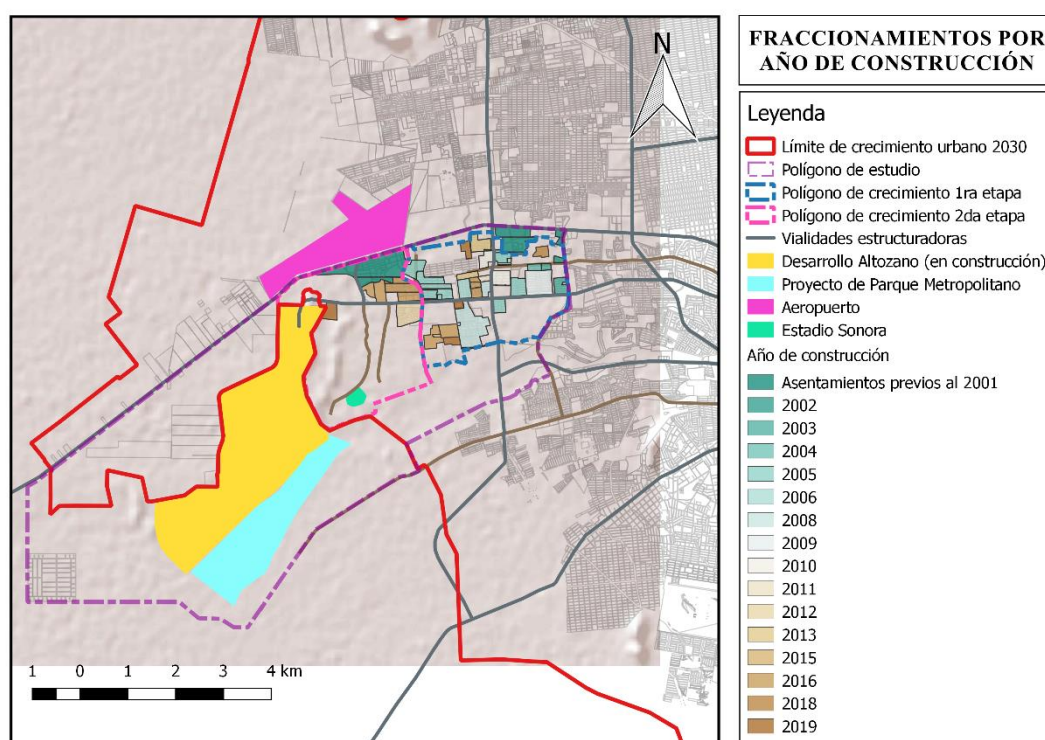 N
1 0 1 2 3 4 km
FRACCIONAMIENTOS POR
AÑO DE CONSTRUCCIÓN
Leyenda
Límite de crecimiento urbano 2030
Polígono de estudio
Polígono de crecimiento 1ra etapa
Polígono de crecimiento 2da etapa
Vialidades estructuradoras
Desarrollo Altozano (en construcción)
Proyecto de Parque Metropolitano
Aeropuerto
Estadio Sonora
Año de construcción
Asentamientos previos al 2001
2002
2003
2004
2005
2006
2008
2009
2010
2011
2012
2013
2015
2016
2018
2019